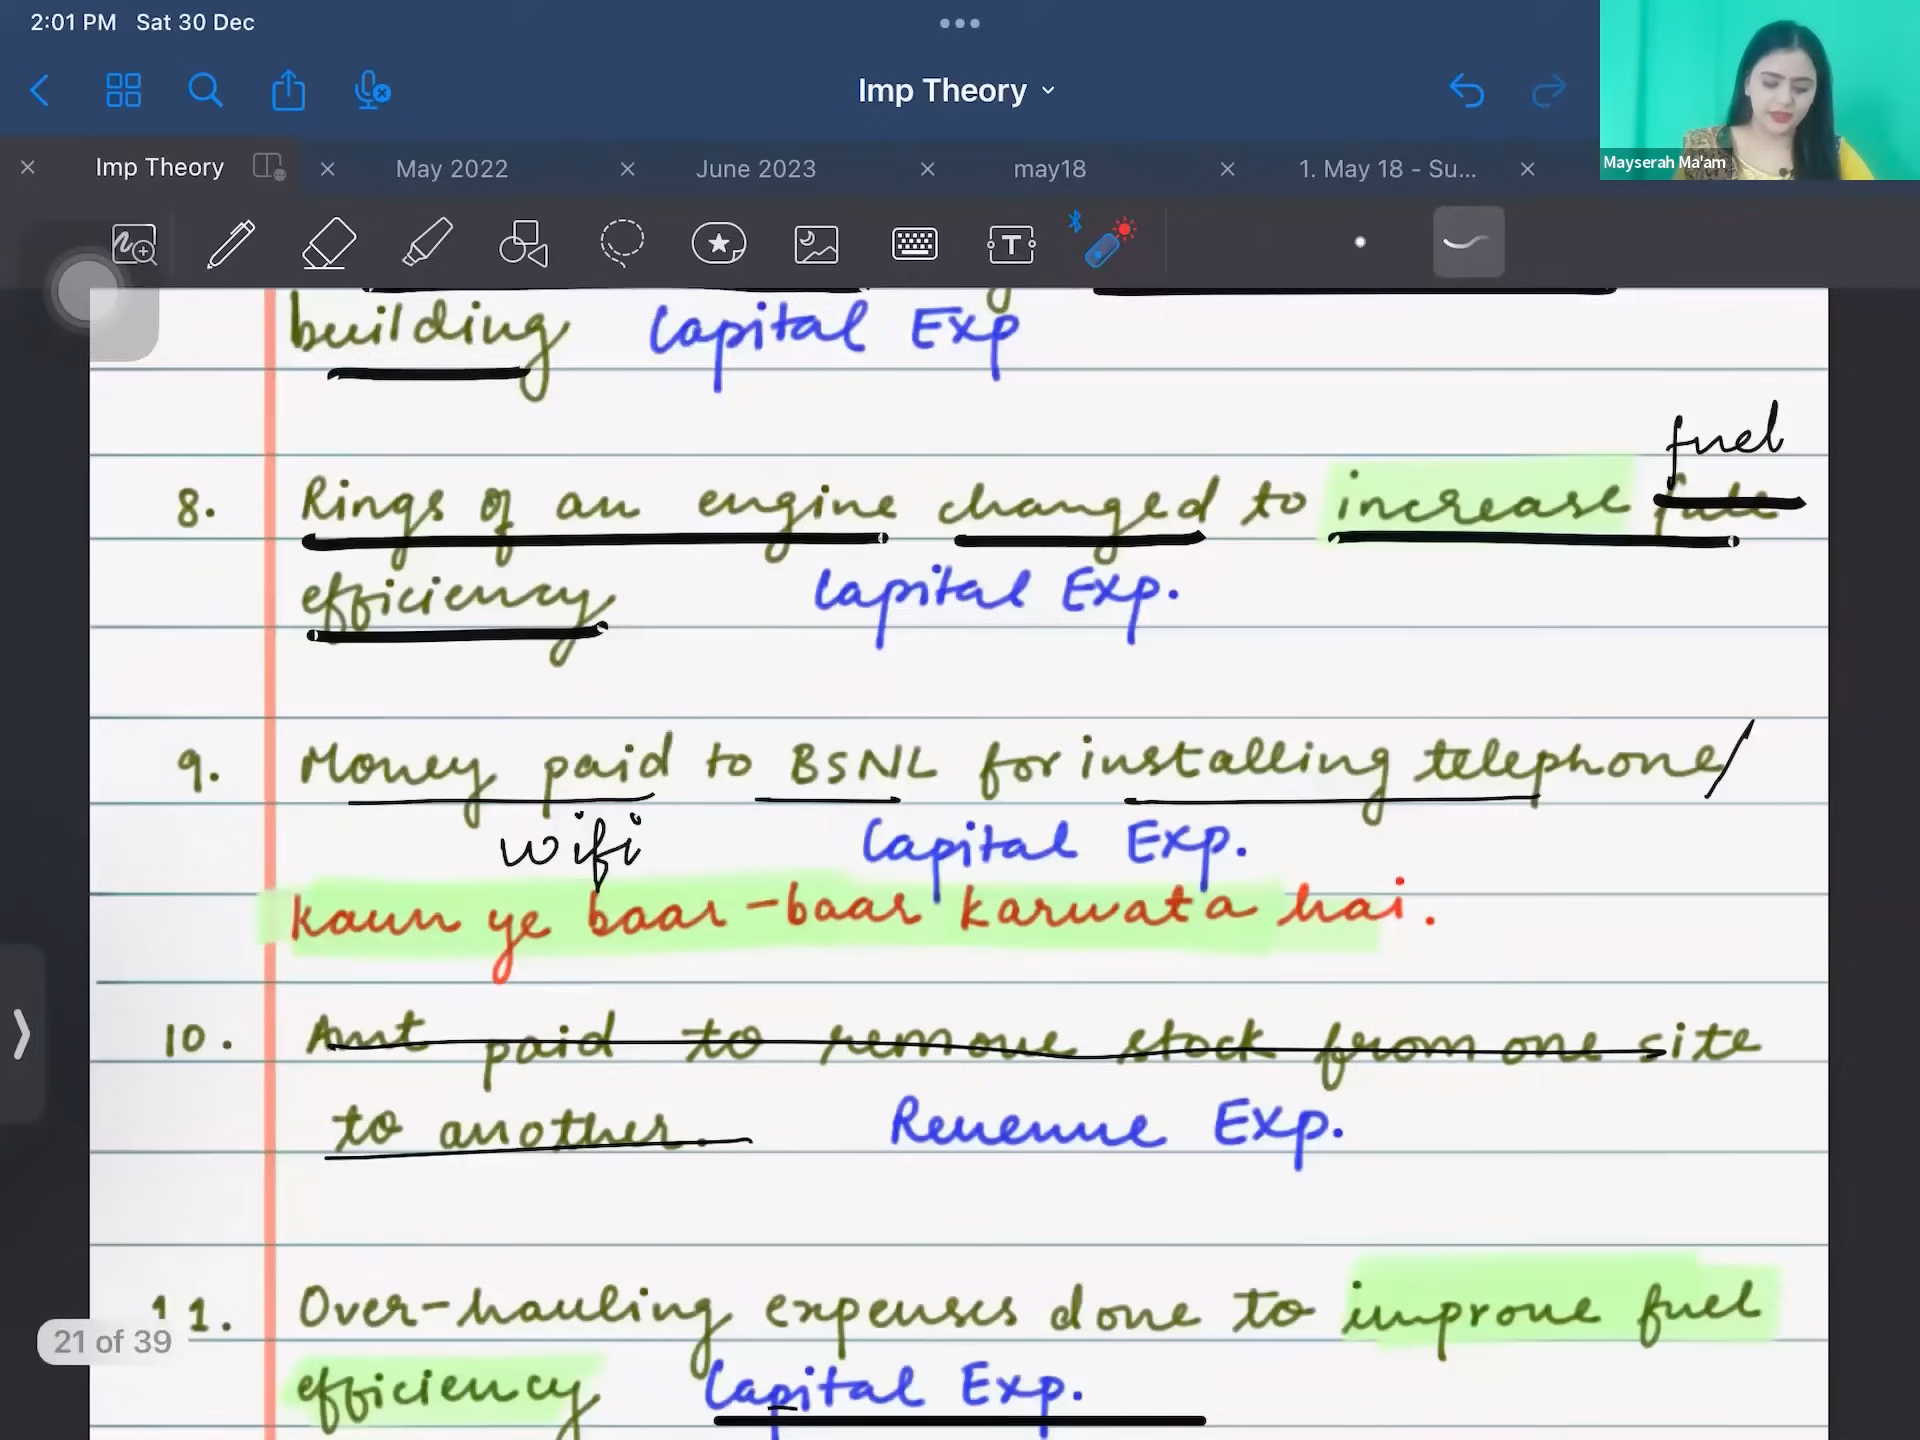 2:01 PM Sat 30 Dec
Imp Theory
Mayserah Ma'am
Imp Theory May 2022 June 2023 may18 1. May 18 - Su...
T
building Capital Exp
fuel
8. Rings of an engine changed to increase
efficiency Capital Exp.
9. Money paid to BSNL for installing telephone/
wifi Capital Exp.
Kaun ye baar-baar karwata hai.
10. Amt paid to remove stock from one site
to another. Revenue Exp.
11. Over-hauling expenses done to improve fuel
21 of 39
efficiency Capital Exp.